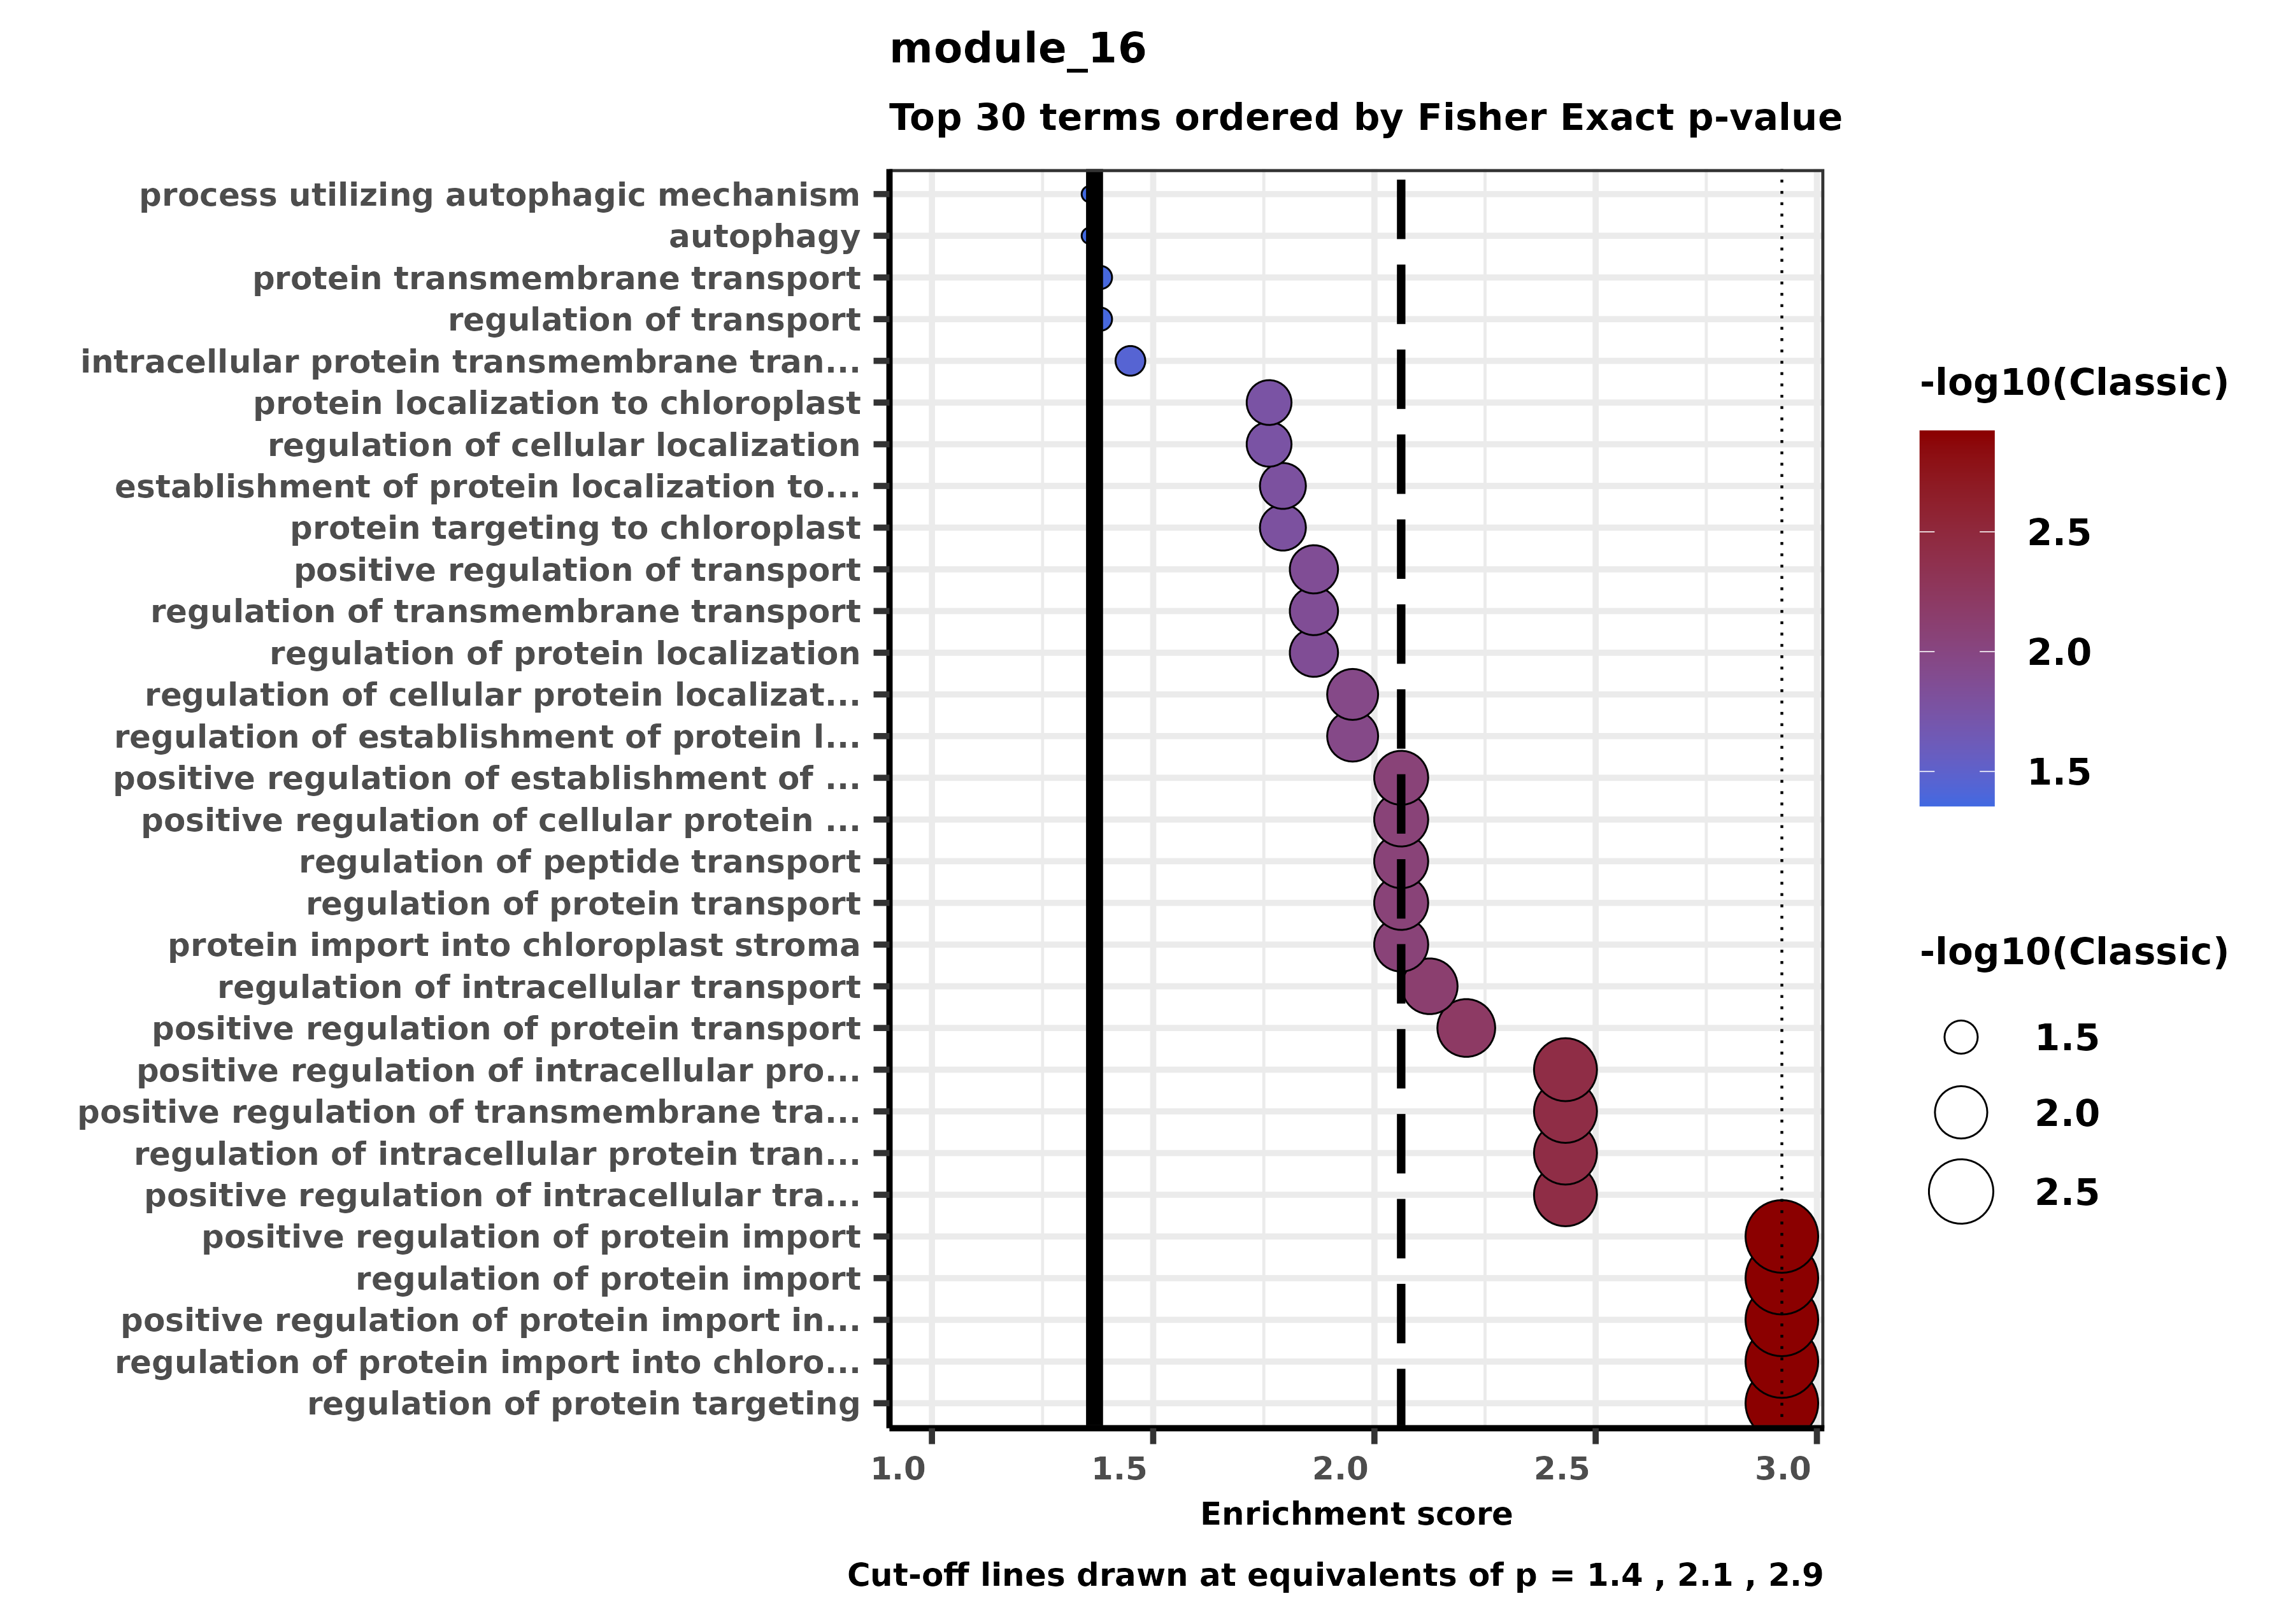 module_16
Top 30 terms ordered by Fisher Exact p-value
process utilizing autophagic mechanism
autophagy
protein transmembrane transport
regulation of transport
intracellular protein transmembrane tran...
protein localization to chloroplast
regulation of cellular localization
establishment of protein localization to...
protein targeting to chloroplast
positive regulation of transport
regulation of transmembrane transport
regulation of protein localization
regulation of cellular protein localizat...
regulation of establishment of protein l...
positive regulation of establishment of ...
positive regulation of cellular protein ...
regulation of peptide transport
regulation of protein transport
protein import into chloroplast stroma
regulation of intracellular transport
positive regulation of protein transport
positive regulation of intracellular pro...
positive regulation of transmembrane tra...
regulation of intracellular protein tran...
positive regulation of intracellular tra...
positive regulation of protein import
regulation of protein import
positive regulation of protein import in...
regulation of protein import into chloro...
regulation of protein targeting
1.0 1.5 2.0 2.5 3.0
Enrichment score
Cut-off lines drawn at equivalents of p = 1.4 , 2.1 , 2.9
-log10(Classic)
2.5
2.0
1.5
-log10(Classic)
1.5
2.0
2.5